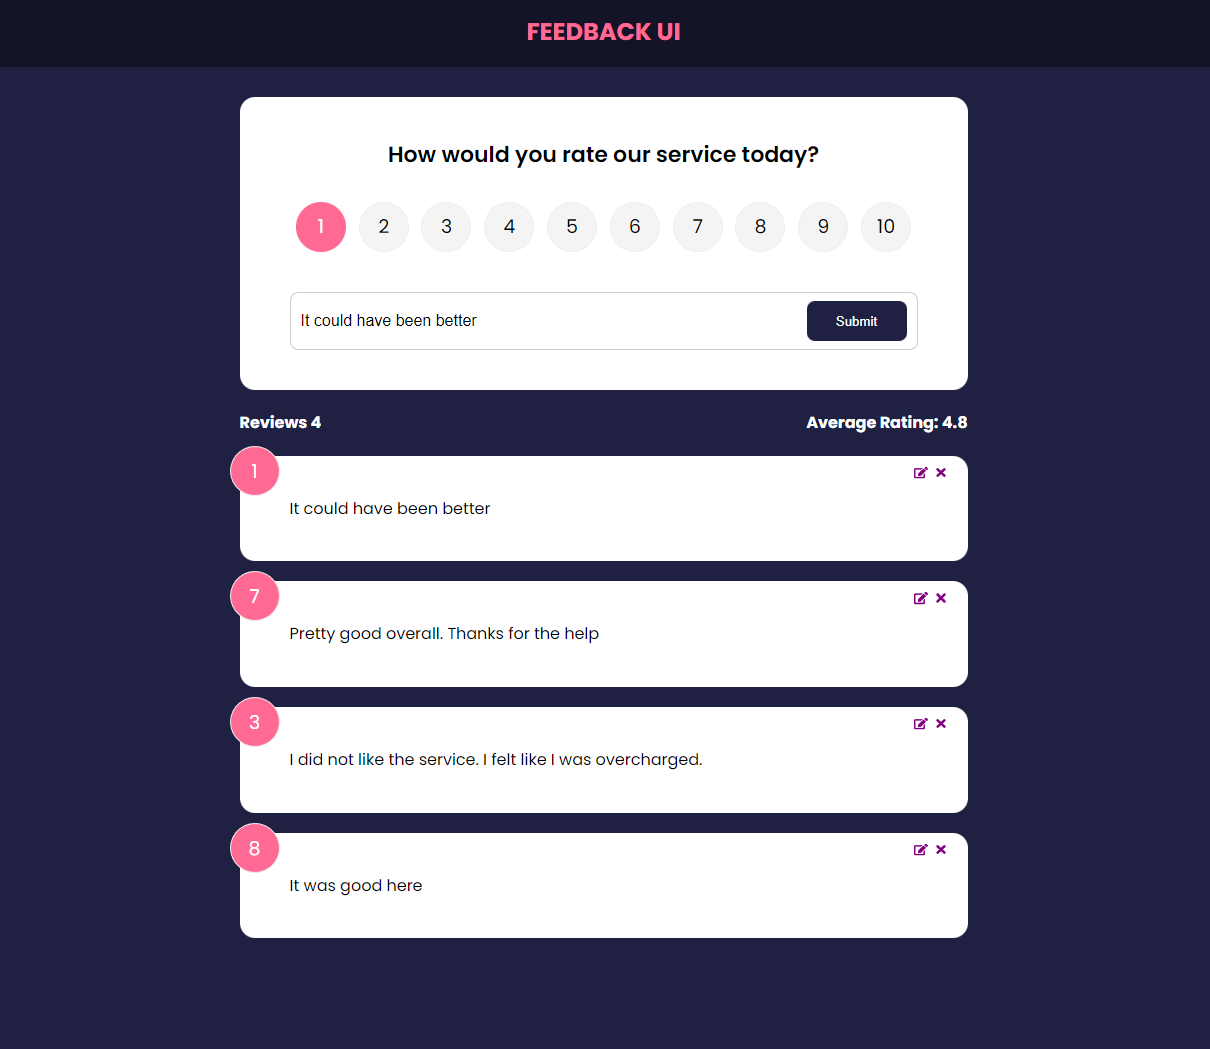 FEEDBACK UI
How would you rate our service today?
1 2 3 4 5 6 7 8 9 10
It could have been better Submit
Reviews 4 Average Rating: 4.8
1
It could have been better
7
Pretty good overall. Thanks for the help
3
I did not like the service. I felt like I was overcharged.
8
It was good here